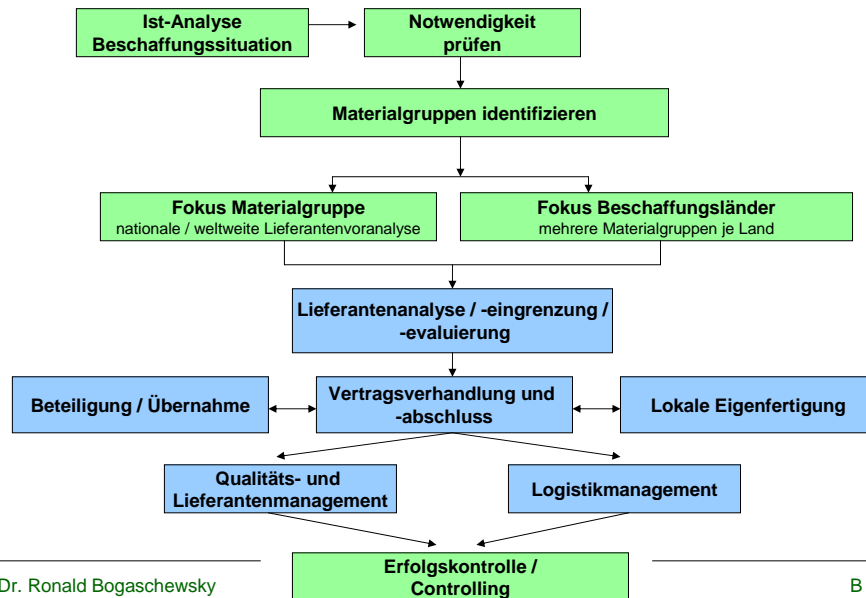 Ist-Analyse
Beschaffungssituation
Notwendigkeit
prüfen
Materialgruppen identifizieren
Fokus Materialgruppe
nationale / weltweite Lieferantenvoranalyse
Fokus Beschaffungsländer
mehrere Materialgruppen je Land
Lieferantenanalyse / -eingrenzung /
-evaluierung
Beteiligung / Übernahme
Vertragsverhandlung und
-abschluss
Lokale Eigenfertigung
Qualitäts- und
Lieferantenmanagement
Logistikmanagement
Erfolgskontrolle /
Controlling
Dr. Ronald Bogaschewsky
B